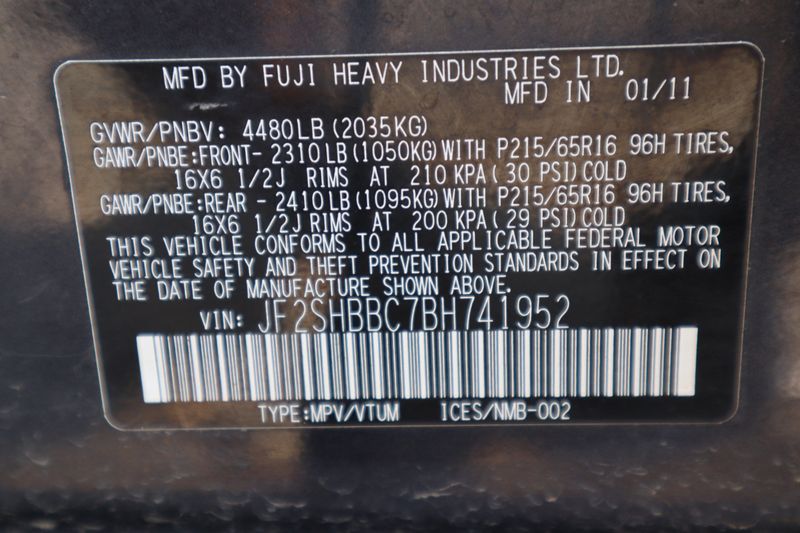 MFD BY FUJI HEAVY INDUSTRIES LTD.
MFD IN 01/11
GVWR/PNBV: 4480LB(2035KG)
GAWR/PNBE:FRONT- 2310LB(1050KG)WITH P215/65R16 96H TIRES,
16X6 1/2J RIMS AT 210 KPA( 30 PSI)COLD
GAWR/PNBE:REAR - 2410LB(1095KG)WITH P215/65R16 96H TIRES,
16X6 1/2J RIMS AT 200 KPA( 29 PSI)COLD
THIS VEHICLE CONFORMS TO ALL APPLICABLE FEDERAL MOTOR
VEHICLE SAFETY AND THEFT PREVENTION STANDARDS IN EFFECT ON
THE DATE OF MANUFACTURE SHOWN ABOVE.
VIN: JF2SHBBC7BH741952
TYPE:MPV/VTUM ICES/NMB-002